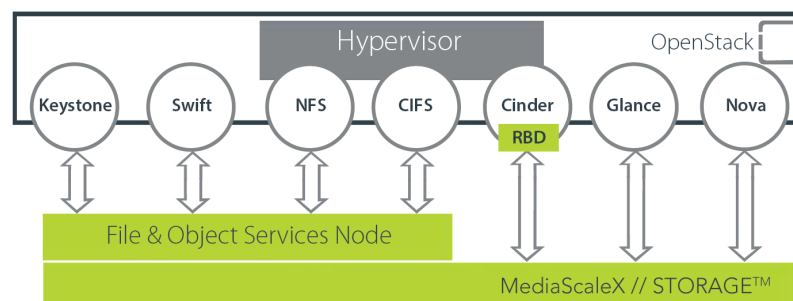 Hypervisor
OpenStack
Keystone
Swift
NFS
CIFS
Cinder
Glance
Nova
RBD
File & Object Services Node
MediaScaleX // STORAGE™